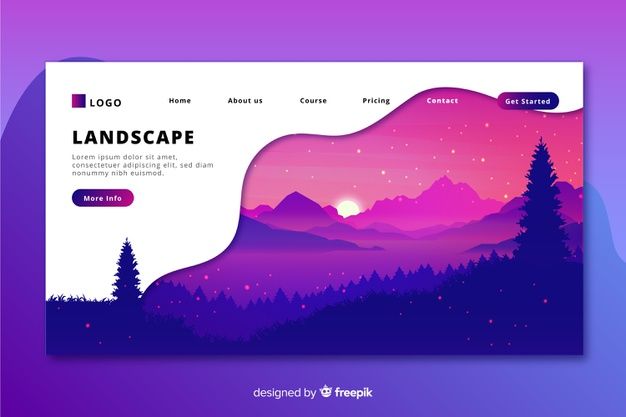 LOGO
Home
About us
Course
Pricing
Contact
Get Started
LANDSCAPE
Lorem ipsum dolor sit amet,
consectetuer adipiscing elit, sed
diam nonummy nibh
More Info
designed by freepik